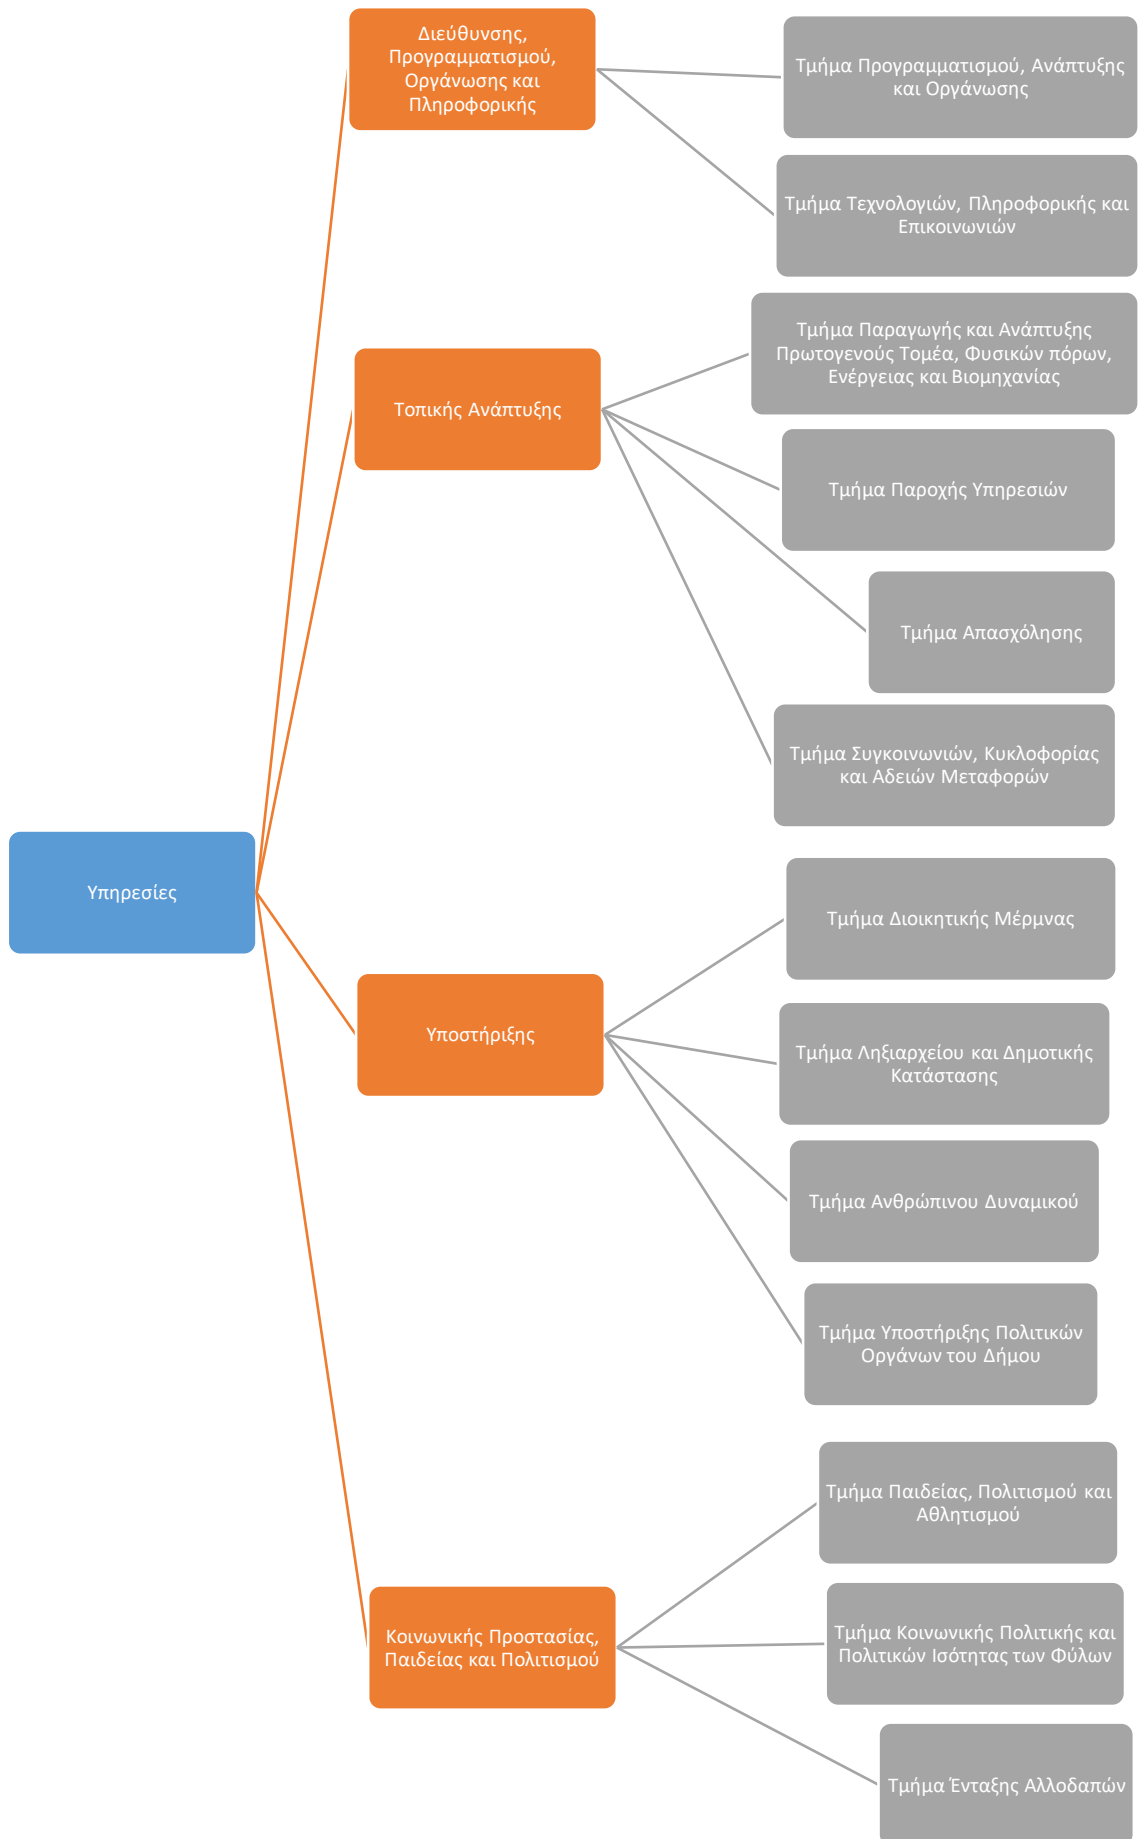 Διεύθυνσης,
Προγραμματισμού,
Οργάνωσης και
Πληροφορικής
Τμήμα Προγραμματισμού, Ανάπτυξης
και Οργάνωσης
Τμήμα Τεχνολογιών, Πληροφορικής και
Επικοινωνιών
Τοπικής Ανάπτυξης
Τμήμα Παραγωγής και Ανάπτυξης
Πρωτογενούς Τομέα, Φυσικών πόρων,
Ενέργειας και Βιομηχανίας
Τμήμα Παροχής Υπηρεσιών
Τμήμα Απασχόλησης
Τμήμα Συγκοινωνιών, Κυκλοφορίας
και Αδειών Μεταφορών
Υπηρεσίες
Υποστήριξης
Τμήμα Διοικητικής Μέρμνας
Τμήμα Ληξιαρχείου και Δημοτικής
Κατάστασης
Τμήμα Ανθρώπινου Δυναμικού
Τμήμα Υποστήριξης Πολιτικών
Οργάνων του Δήμου
Κοινωνικής Προστασίας,
Παιδείας και Πολιτισμού
Τμήμα Παιδείας, Πολιτισμού και
Αθλητισμού
Τμήμα Κοινωνικής Πολιτικής και
Πολιτικών Ισότητας των Φύλων
Τμήμα Ένταξης Αλλοδαπών